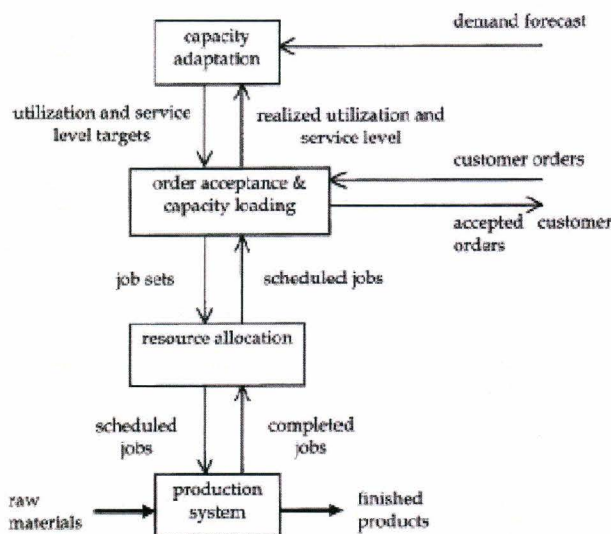 capacity
adaptation
demand forecast
utilization and service
level targets
realized utilization and
service level
order acceptance &
capacity loading
customer orders
accepted customer
orders
job sets
scheduled jobs
resource allocation
scheduled
jobs
completed
jobs
raw
materials
production
system
finished
products